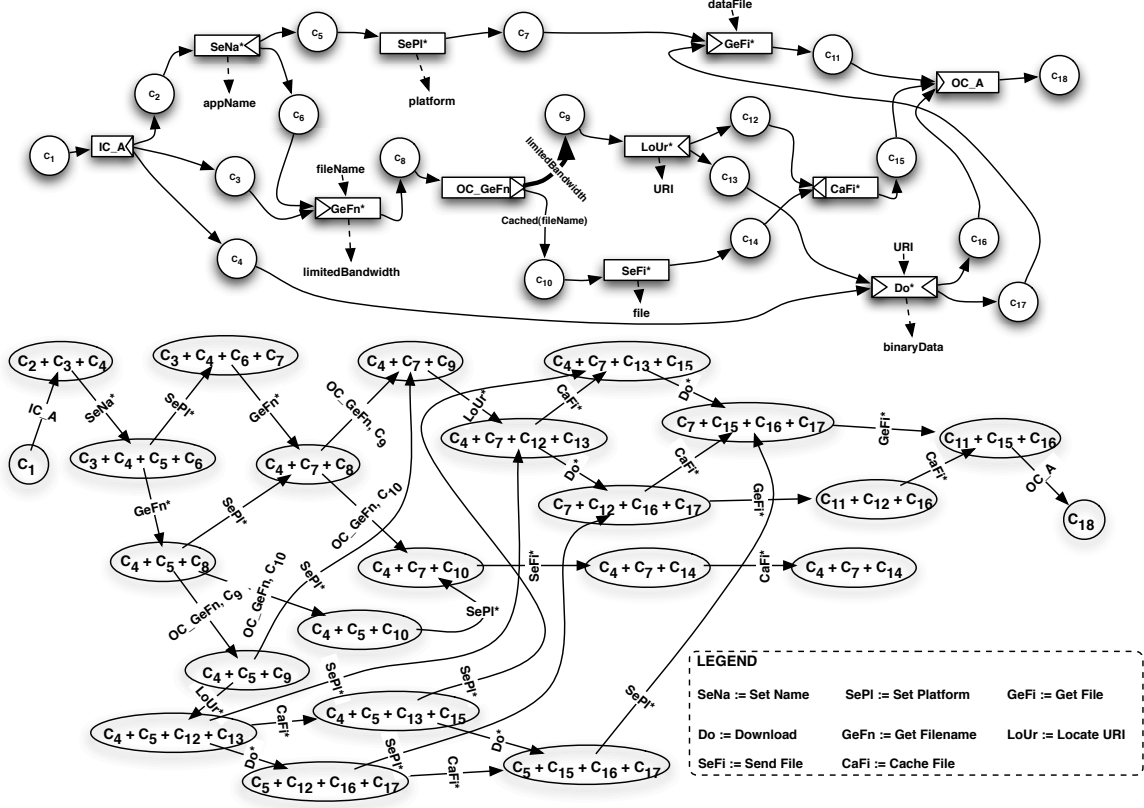 dataFile
C5
C7
SeNa*
SePl*
GeFi*
C11
C18
OC_A
C2
appName
platform
C6
C9
C12
C1
IC_A
C8
LoUr*
limitedBandwidth
C15
C3
fileName
OC_GeFn
URI
C13
CaFi*
GeFn*
Cached(fileName)
C14
C16
C4
limitedBandwidth
C10
SeFi*
URI
Do*
C17
file
binaryData
C2 + C3 + C4
C3 + C4 + C6 + C7
C4 + C7 + C9
C4 + C7 + C13 + C15
IC_A
SeNa*
SePl*
GeFn*
OC_GeFn, C9
LoUr*
CaFi*
Do*
C7 + C15 + C16 + C17
GeFi*
C11 + C15 + C16
C1
C3 + C4 + C5 + C6
C4 + C7 + C8
C4 + C7 + C12 + C13
Do*
CaFi*
CaFi*
OC_A
GeFn*
SePl*
OC_GeFn, C10
C7 + C12 + C16 + C17
GeFi*
C11 + C12 + C16
C18
C4 + C5 + C8
C4 + C7 + C10
SeFi*
C4 + C7 + C14
CaFi*
C4 + C7 + C14
OC_GeFn, C9
OC_GeFn, C10
SePl*
SePl*
C4 + C5 + C10
C4 + C5 + C9
LoUr*
SePl*
SePl*
SePl*
C4 + C5 + C12 + C13
CaFi*
C4 + C5 + C13 + C15
Do*
SePl*
Do*
C5 + C12 + C16 + C17
CaFi*
C5 + C15 + C16 + C17
LEGEND
SeNa := Set Name SePl := Set Platform GeFi := Get File
Do := Download GeFn := Get Filename LoUr := Locate URI
SeFi := Send File CaFi := Cache File